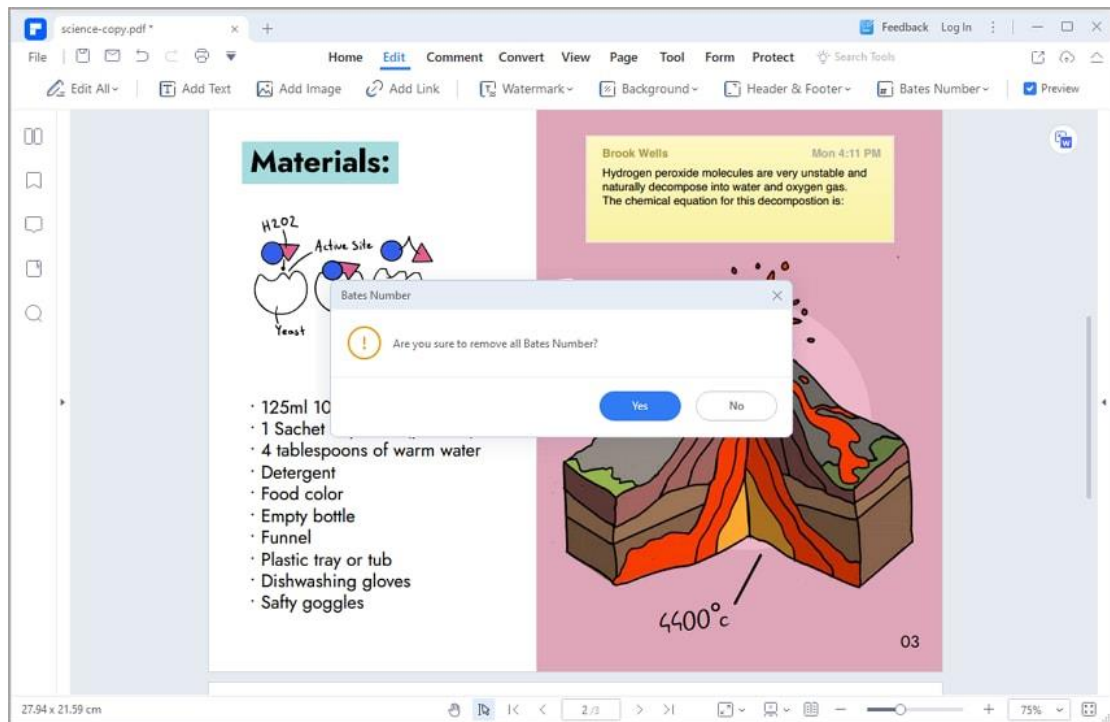 science-copy.pdf *
Feedback Log In
File Home Edit Comment Convert View Page Tool Form Protect Search Tools
Edit All Add Text Add Image Add Link Watermark Background Header & Footer Bates Number Preview
Materials:
H2O2
Active Site
Yeast
Brook Wells Mon 4:11 PM
Hydrogen peroxide molecules are very unstable and
naturally decompose into water and oxygen gas.
The chemical equation for this decompostion is:
Bates Number
Are you sure to remove all Bates Number?
Yes No
· 125ml 10
· 1 Sachet
· 4 tablespoons of warm water
· Detergent
· Food color
· Empty bottle
· Funnel
· Plastic tray or tub
· Dishwashing gloves
· Safty goggles
4400°c
03
27.94 x 21.59 cm 2/3 75%